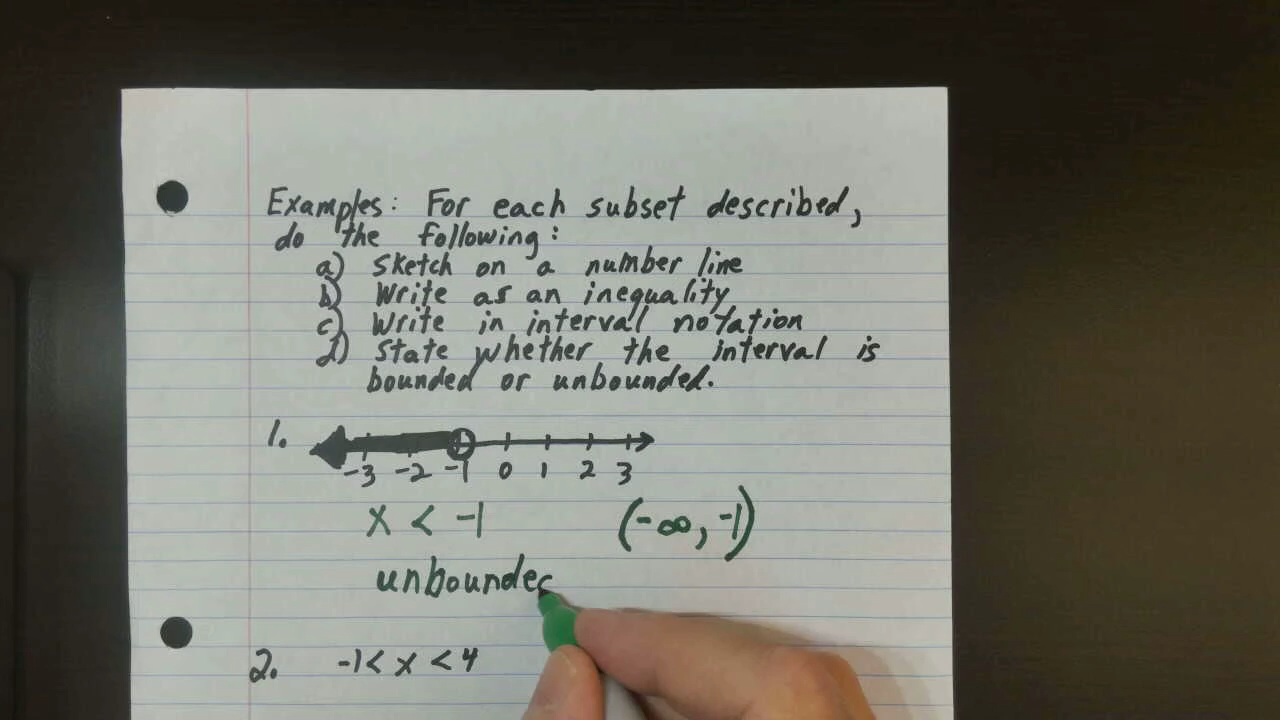 Examples: For each subset described,
do the following:
a) Sketch on a number line
b) Write as an inequality
c) Write in interval notation
d) State whether the interval is
bounded or unbounded.
1.
-3 -2 -1 0 1 2 3
x < -1 (-∞, -1)
unbounded
2. -1 < x < 4